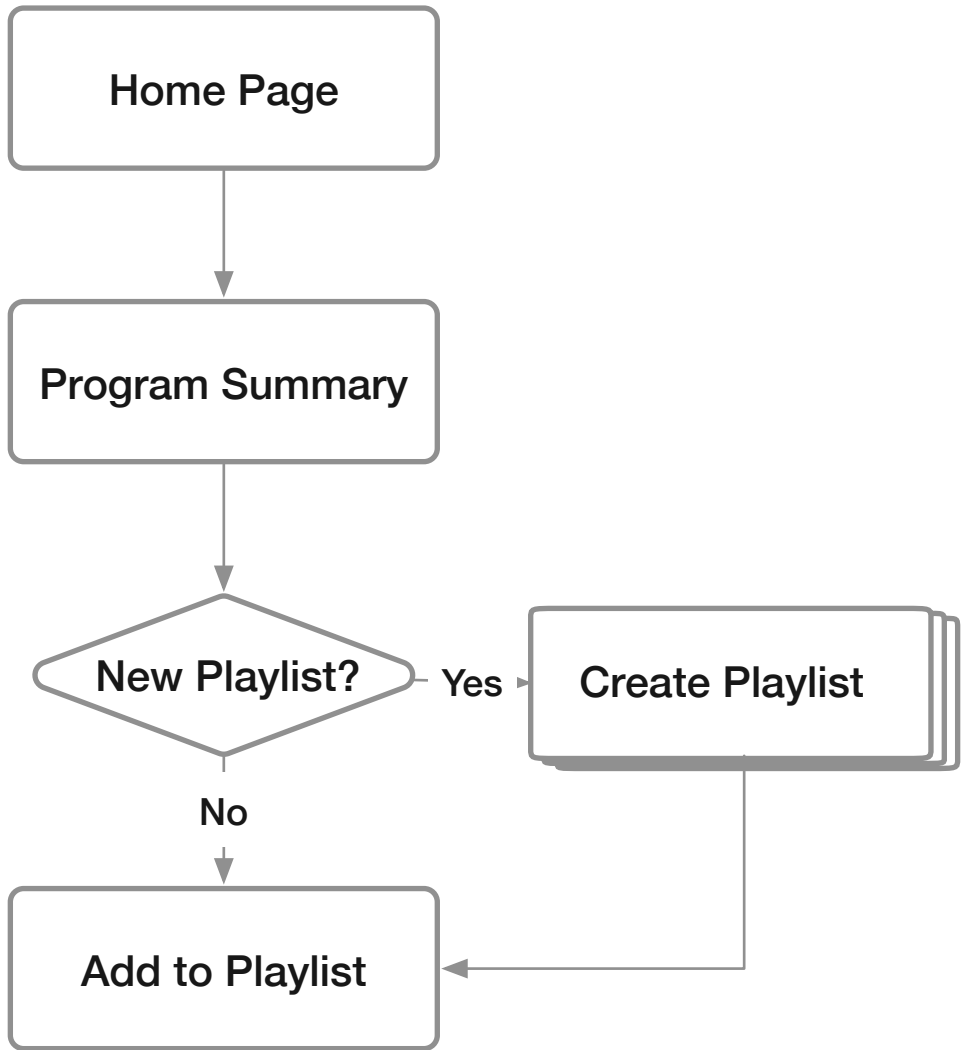 Home Page
Program Summary
New Playlist?
Yes
Create Playlist
No
Add to Playlist